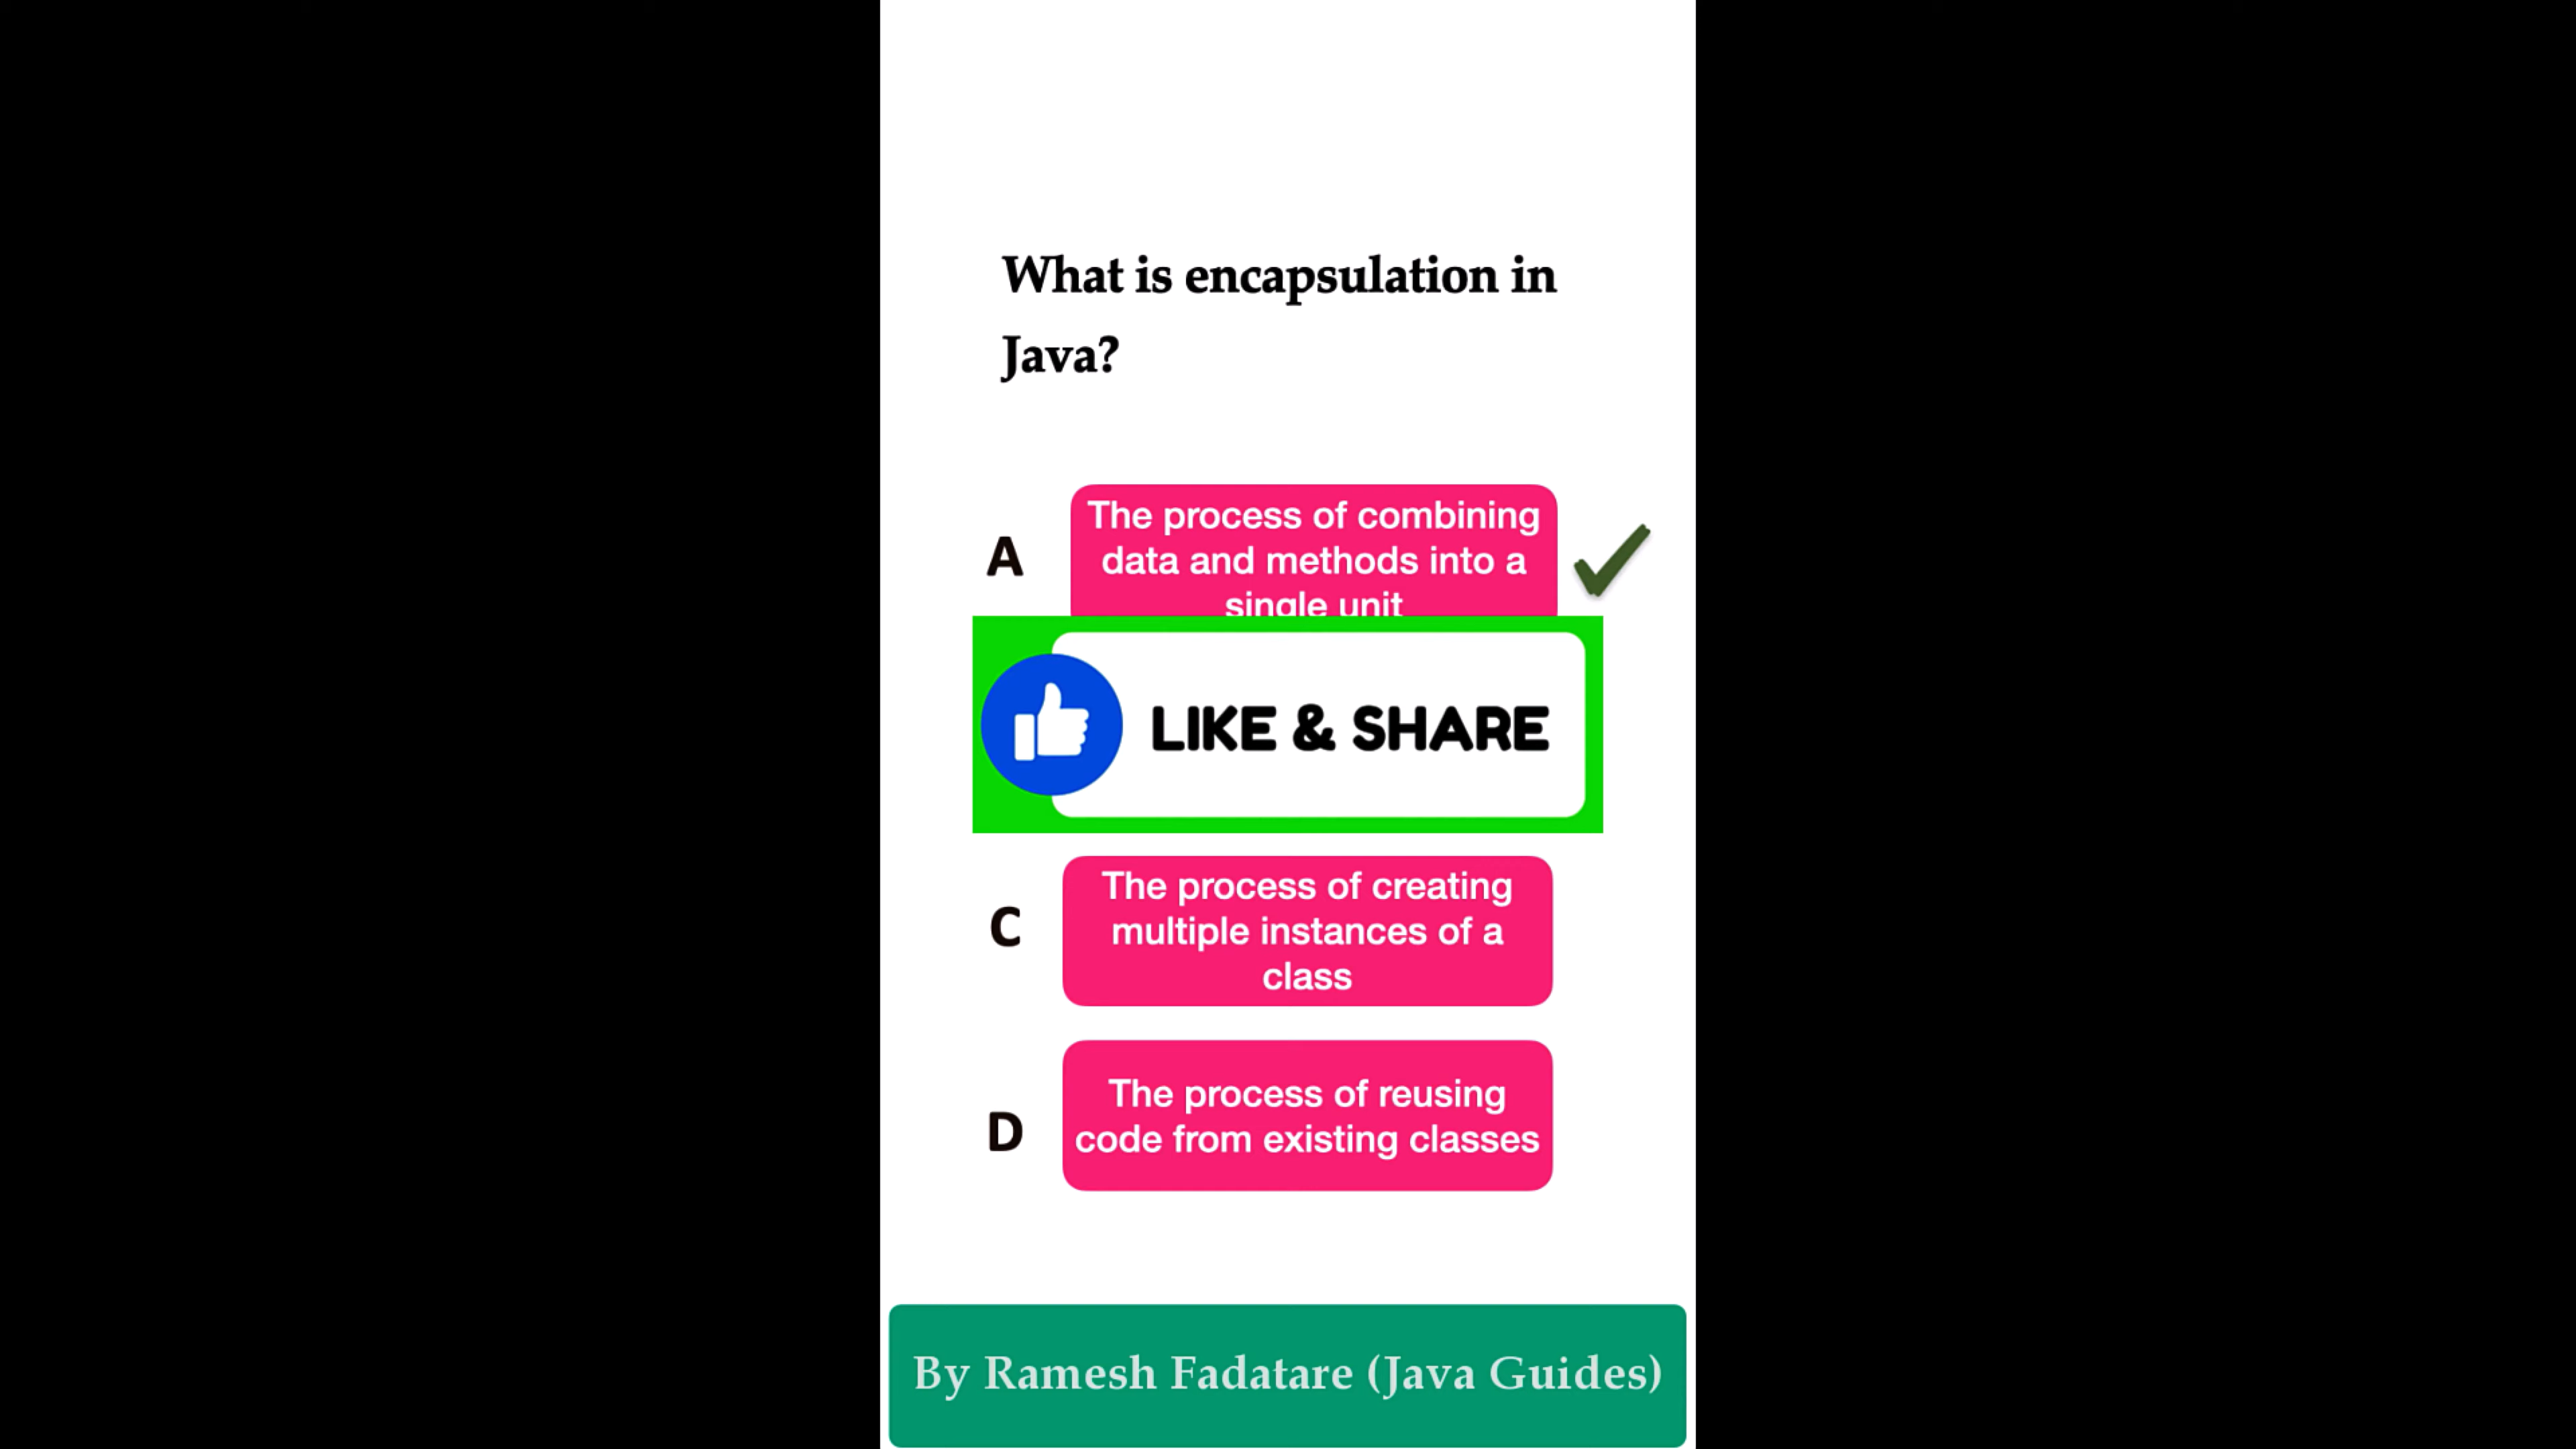 What is encapsulation in
Java?
A
The process of combining
data and methods into a
single unit
LIKE & SHARE
C
The process of creating
multiple instances of a
class
D
The process of reusing
code from existing classes
By Ramesh Fadatare (Java Guides)